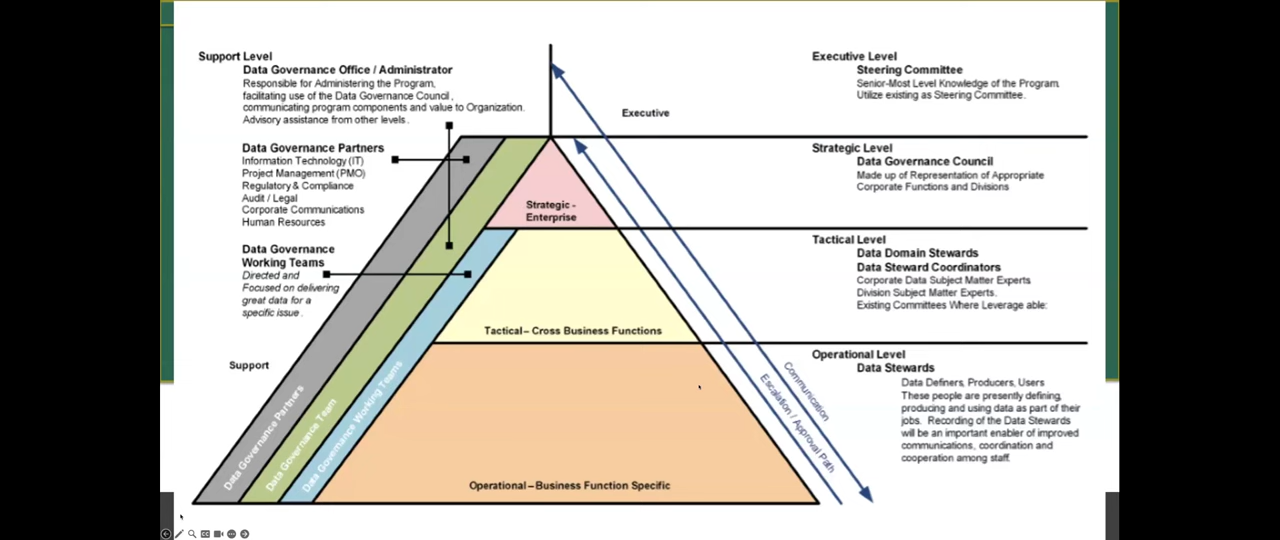 Support Level
Data Governance Office / Administrator
Responsible for Administering the Program,
facilitating use of the Data Governance Council,
communicating program components and value to Organization.
Advisory assistance from other levels.
Data Governance Partners
Information Technology (IT)
Project Management (PMO)
Regulatory & Compliance
Audit / Legal
Corporate Communications
Human Resources
Data Governance
Working Teams
Directed and
Focused on delivering
great data for a
specific issue.
Support
Data Governance Partners
Data Governance Team
Data Governance Working Teams
Executive
Strategic -
Enterprise
Tactical – Cross Business Functions
Operational – Business Function Specific
Communication
Escalation / Approval Path
Executive Level
Steering Committee
Senior-Most Level Knowledge of the Program.
Utilize existing as Steering Committee.
Strategic Level
Data Governance Council
Made up of Representation of Appropriate
Corporate Functions and Divisions
Tactical Level
Data Domain Stewards
Data Steward Coordinators
Corporate Data Subject Matter Experts
Division Subject Matter Experts.
Existing Committees Where Leverage able:
Operational Level
Data Stewards
Data Definers, Producers, Users
These people are presently defining,
producing and using data as part of their
jobs. Recording of the Data Stewards
will be an important enabler of improved
communications, coordination and
cooperation among staff.